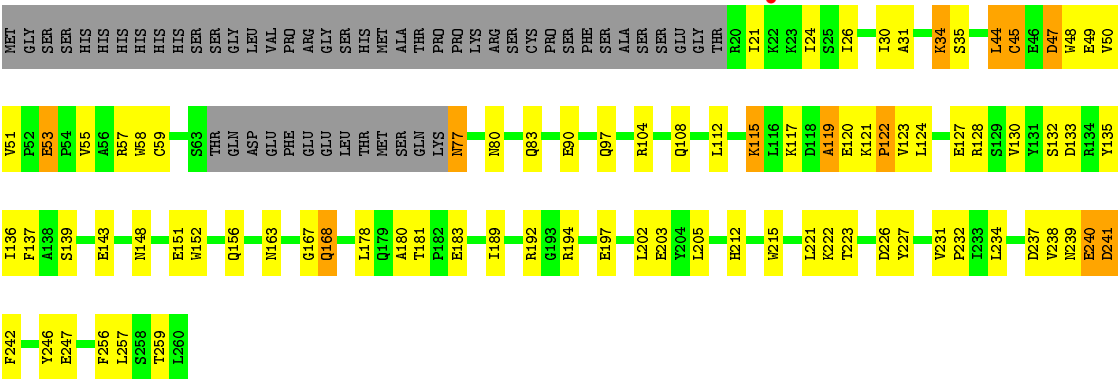 MET GLY SER SER HIS HIS HIS HIS HIS HIS SER SER GLY LEU VAL PRO ARG GLY SER HIS MET ALA THR PRO PRO LYS ARG SER CYS PRO SER PHE SER ALA SER SER GLU GLY THR R20 I21 K22 K23 I24 S25 I26 I30 A31 K34 S35 L44 C45 E46 D47 W48 E49 V50
V51 P52 E53 P54 V55 A56 R57 W58 C59 S63 THR GLN ASP GLU PHE GLU GLU LEU THR MET SER GLN LYS N77 N80 Q83 E90 Q97 R104 Q108 L112 K115 L116 K117 D118 A119 E120 K121 P122 V123 L124 E127 R128 S129 V130 Y131 S132 D133 R134 Y135
I136 F137 A138 S139 E143 N148 E151 W152 Q156 N163 G167 Q168 L178 Q179 A180 T181 P182 E183 I189 R192 G193 R194 E197 L202 E203 Y204 L205 H212 W215 L221 K222 T223 D226 Y227 V231 P232 I233 L234 D237 V238 N239 E240 D241
F242 Y246 E247 F256 L257 S258 T259 L260